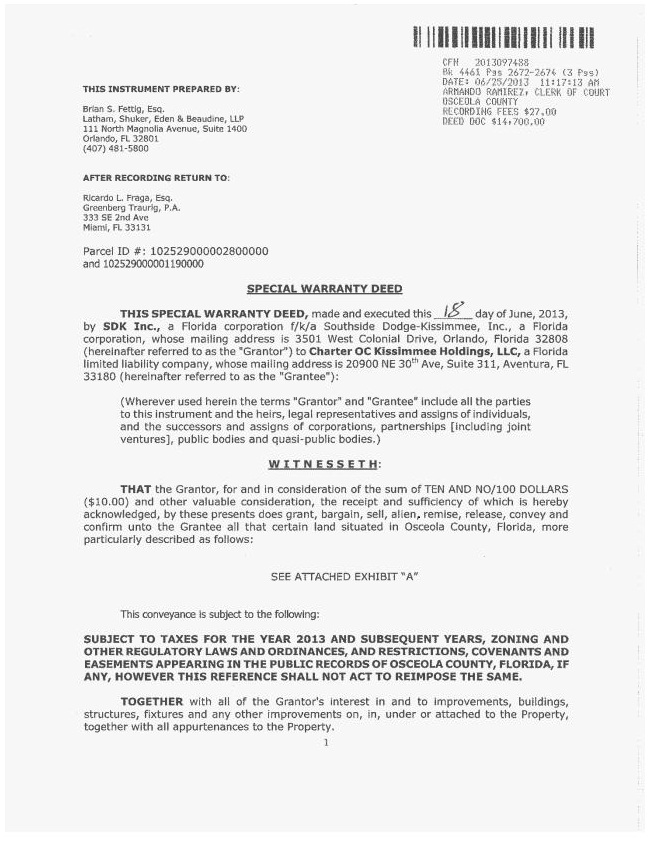 CFN 2013097488
Bk 4461 Pgs 2672-2674 (3 Pgs)
DATE: 06/25/2013 11:17:13 AM
ARMANDO RAMIREZ, CLERK OF COURT
OSCEOLA COUNTY
RECORDING FEES $27.00
DEED DOC $14,700.00
THIS INSTRUMENT PREPARED BY:
Brian S. Fettig, Esq.
Latham, Shuker, Eden & Beaudine, LLP
111 North Magnolia Avenue, Suite 1400
Orlando, FL 32801
(407) 481-5800
AFTER RECORDING RETURN TO:
Ricardo L. Fraga, Esq.
Greenberg Traurig, P.A.
333 SE 2nd Ave
Miami, FL 33131
Parcel ID #: 102529000002800000
and 102529000001190000
SPECIAL WARRANTY DEED
THIS SPECIAL WARRANTY DEED, made and executed this 18 day of June, 2013,
by SDK Inc., a Florida corporation f/k/a Southside Dodge-Kissimmee, Inc., a Florida
corporation, whose mailing address is 3501 West Colonial Drive, Orlando, Florida 32808
(hereinafter referred to as the "Grantor") to Charter OC Kissimmee Holdings, LLC, a Florida
limited liability company, whose mailing address is 20900 NE 30th Ave, Suite 311, Aventura, FL
33180 (hereinafter referred to as the "Grantee"):
(Wherever used herein the terms "Grantor" and "Grantee" include all the parties
to this instrument and the heirs, legal representatives and assigns of individuals,
and the successors and assigns of corporations, partnerships [including joint
ventures], public bodies and quasi-public bodies.)
WITNESSETH:
THAT the Grantor, for and in consideration of the sum of TEN AND NO/100 DOLLARS
($10.00) and other valuable consideration, the receipt and sufficiency of which is hereby
acknowledged, by these presents does grant, bargain, sell, alien, remise, release, convey and
confirm unto the Grantee all that certain land situated in Osceola County, Florida, more
particularly described as follows:
SEE ATTACHED EXHIBIT "A"
This conveyance is subject to the following:
SUBJECT TO TAXES FOR THE YEAR 2013 AND SUBSEQUENT YEARS, ZONING AND
OTHER REGULATORY LAWS AND ORDINANCES, AND RESTRICTIONS, COVENANTS AND
EASEMENTS APPEARING IN THE PUBLIC RECORDS OF OSCEOLA COUNTY, FLORIDA, IF
ANY, HOWEVER THIS REFERENCE SHALL NOT ACT TO REIMPOSE THE SAME.
TOGETHER with all of the Grantor's interest in and to improvements, buildings,
structures, fixtures and any other improvements on, in, under or attached to the Property,
together with all appurtenances to the Property.
1